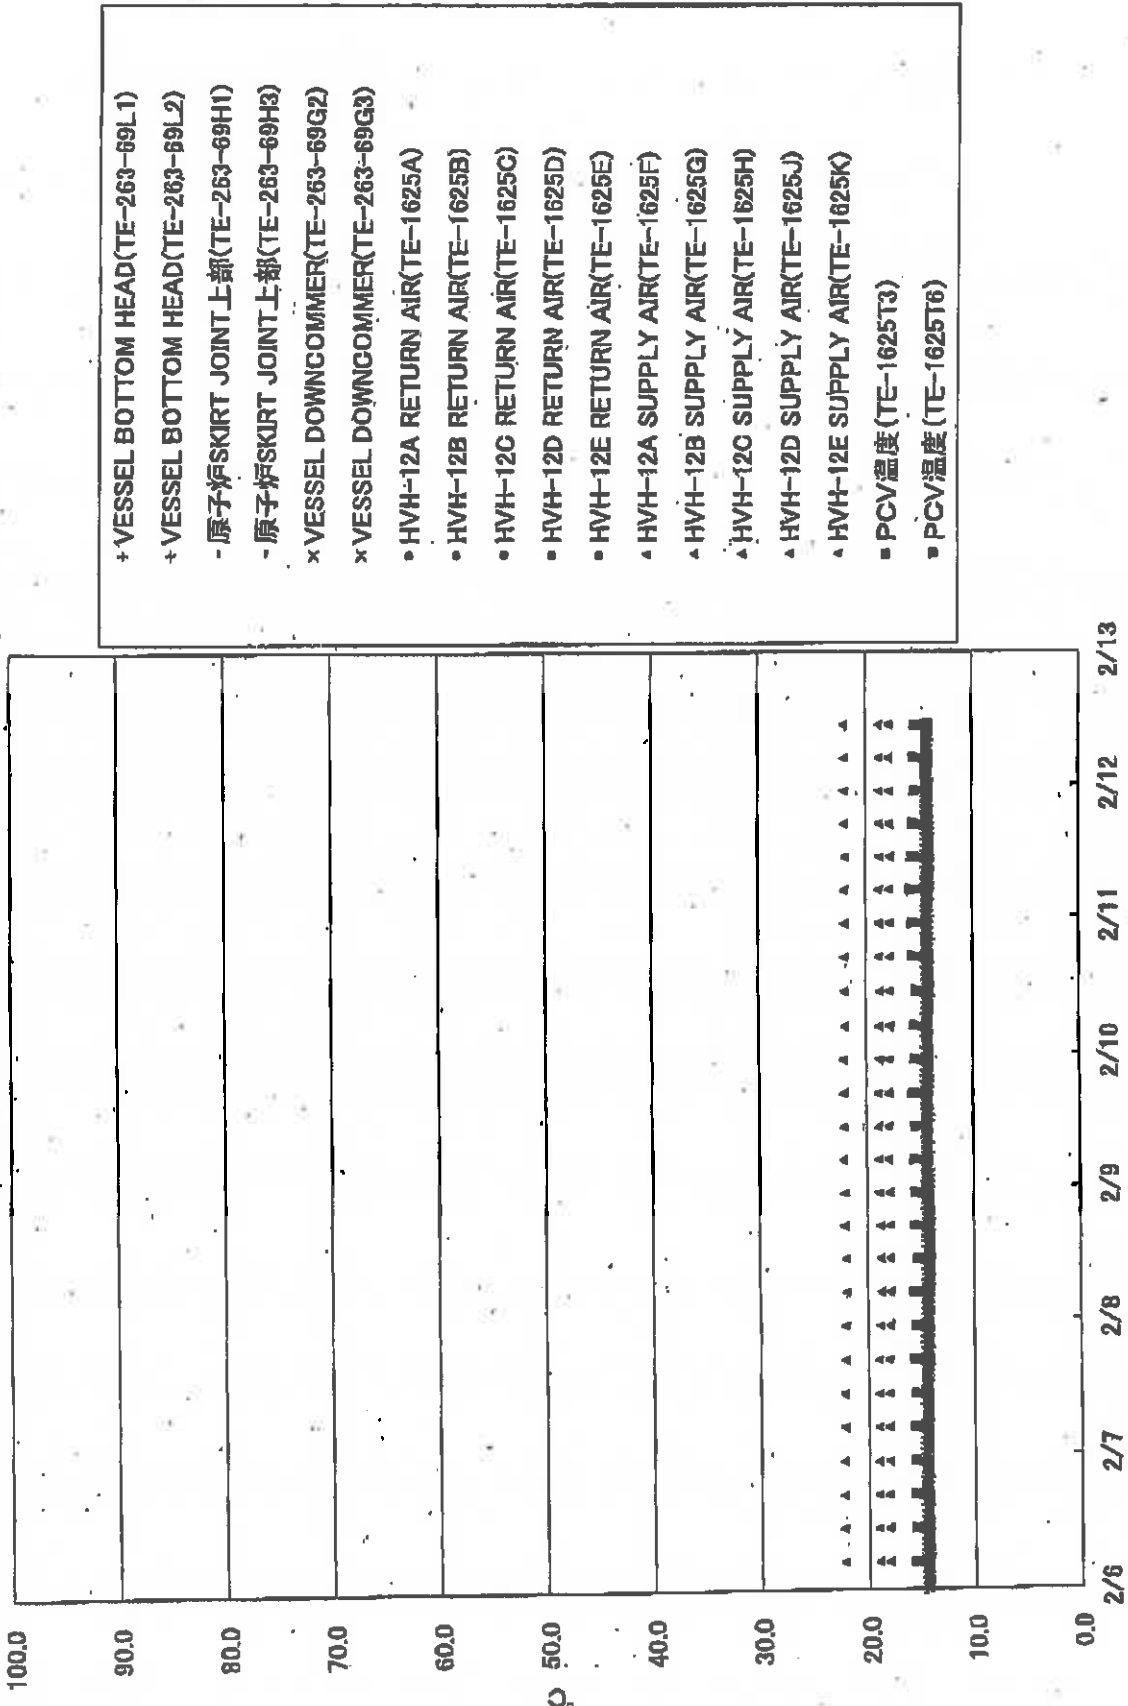 +VESSEL BOTTOM HEAD(TE-263-69L1)
+VESSEL BOTTOM HEAD(TE-263-69L2)
-原子炉SKIRT JOINT上部(TE-263-69H1)
-原子炉SKIRT JOINT上部(TE-263-69H3)
×VESSEL DOWNCOMMER(TE-263-69G2)
×VESSEL DOWNCOMMER(TE-263-69G3)
●HVH-12A RETURN AIR(TE-1625A)
●HVH-12B RETURN AIR(TE-1625B)
●HVH-12C RETURN AIR(TE-1625C)
●HVH-12D RETURN AIR(TE-1625D)
●HVH-12E RETURN AIR(TE-1625E)
▲HVH-12A SUPPLY AIR(TE-1625F)
▲HVH-12B SUPPLY AIR(TE-1625G)
▲HVH-12C SUPPLY AIR(TE-1625H)
▲HVH-12D SUPPLY AIR(TE-1625J)
▲HVH-12E SUPPLY AIR(TE-1625K)
■PCV温度(TE-1625T3)
■PCV温度(TE-1625T6)
100.0
90.0
80.0
70.0
60.0
50.0
40.0
30.0
20.0
10.0
0.0
2/6
2/7
2/8
2/9
2/10
2/11
2/12
2/13